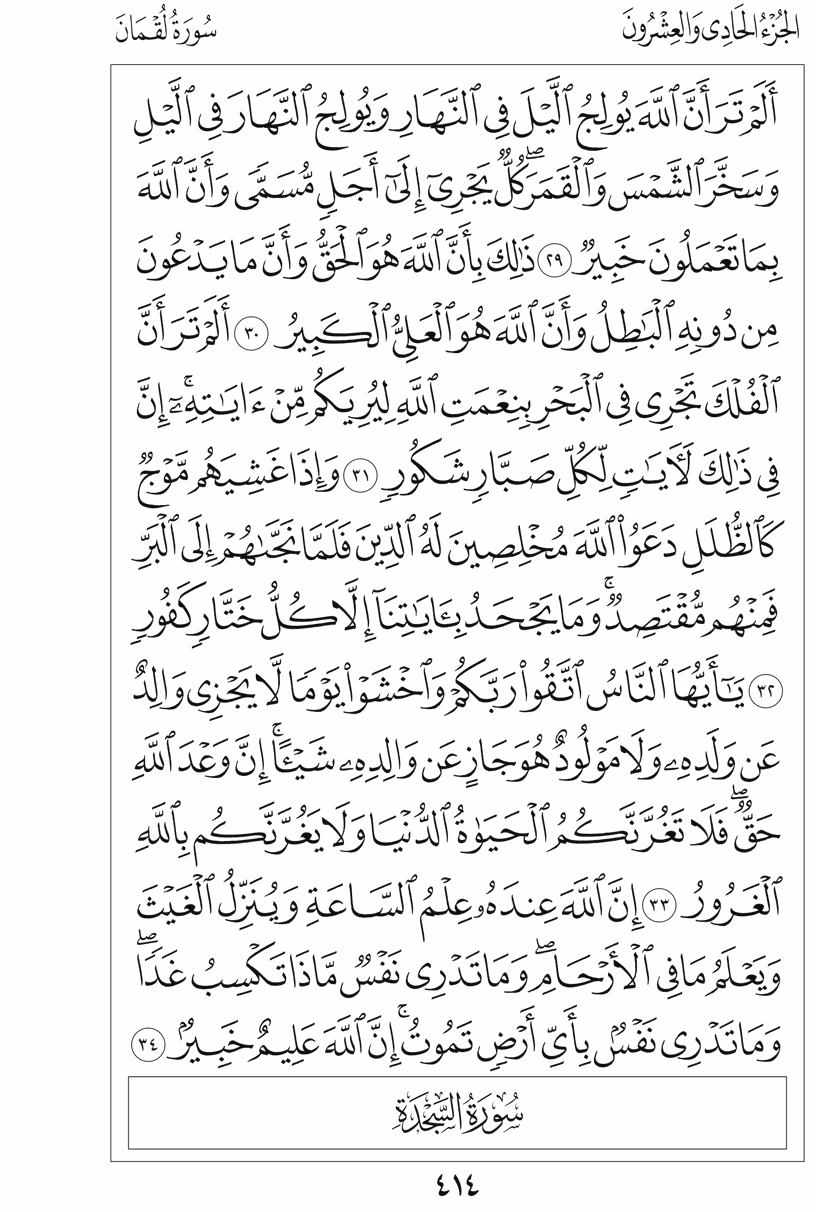 الجُزْءُ الحَادِى وَالعِشْرُونَ
سُورَةُ لُقْمَانَ
أَلَمْ تَرَ أَنَّ ٱللَّهَ يُولِجُ ٱلَّيْلَ فِى ٱلنَّهَارِ وَيُولِجُ ٱلنَّهَارَ فِى ٱلَّيْلِ
وَسَخَّرَ ٱلشَّمْسَ وَٱلْقَمَرَۖ كُلٌّ يَجْرِىٓ إِلَىٰٓ أَجَلٍ مُّسَمًّى وَأَنَّ ٱللَّهَ
بِمَا تَعْمَلُونَ خَبِيرٌ ٢٩ ذَٰلِكَ بِأَنَّ ٱللَّهَ هُوَ ٱلْحَقُّ وَأَنَّ مَا يَدْعُونَ
مِن دُونِهِ ٱلْبَٰطِلُ وَأَنَّ ٱللَّهَ هُوَ ٱلْعَلِىُّ ٱلْكَبِيرُ ٣٠ أَلَمْ تَرَ أَنَّ
ٱلْفُلْكَ تَجْرِى فِى ٱلْبَحْرِ بِنِعْمَتِ ٱللَّهِ لِيُرِيَكُم مِّنْ ءَايَٰتِهِۦٓۚ إِنَّ
فِى ذَٰلِكَ لَءَايَٰتٍ لِّكُلِّ صَبَّارٍ شَكُورٍ ٣١ وَإِذَا غَشِيَهُم مَّوْجٌ
كَٱلظُّلَلِ دَعَوُا۟ ٱللَّهَ مُخْلِصِينَ لَهُ ٱلدِّينَ فَلَمَّا نَجَّىٰهُمْ إِلَى ٱلْبَرِّ
فَمِنْهُم مُّقْتَصِدٌۚ وَمَا يَجْحَدُ بِـَٔايَٰتِنَآ إِلَّا كُلُّ خَتَّارٍ كَفُورٍ
٣٢ يَٰٓأَيُّهَا ٱلنَّاسُ ٱتَّقُوا۟ رَبَّكُمْ وَٱخْشَوْا۟ يَوْمًا لَّا يَجْزِى وَالِدٌ
عَن وَلَدِهِۦ وَلَا مَوْلُودٌ هُوَ جَازٍ عَن وَالِدِهِۦ شَيْـًٔاۚ إِنَّ وَعْدَ ٱللَّهِ
حَقٌّۖ فَلَا تَغُرَّنَّكُمُ ٱلْحَيَوٰةُ ٱلدُّنْيَا وَلَا يَغُرَّنَّكُم بِٱللَّهِ
ٱلْغَرُورُ ٣٣ إِنَّ ٱللَّهَ عِندَهُۥ عِلْمُ ٱلسَّاعَةِ وَيُنَزِّلُ ٱلْغَيْثَ
وَيَعْلَمُ مَا فِى ٱلْأَرْحَامِۖ وَمَا تَدْرِى نَفْسٌ مَّاذَا تَكْسِبُ غَدًاۖ
وَمَا تَدْرِى نَفْسٌۢ بِأَىِّ أَرْضٍ تَمُوتُۚ إِنَّ ٱللَّهَ عَلِيمٌ خَبِيرٌۢ ٣٤
سُورَةُ السَّجْدَةِ
٤١٤